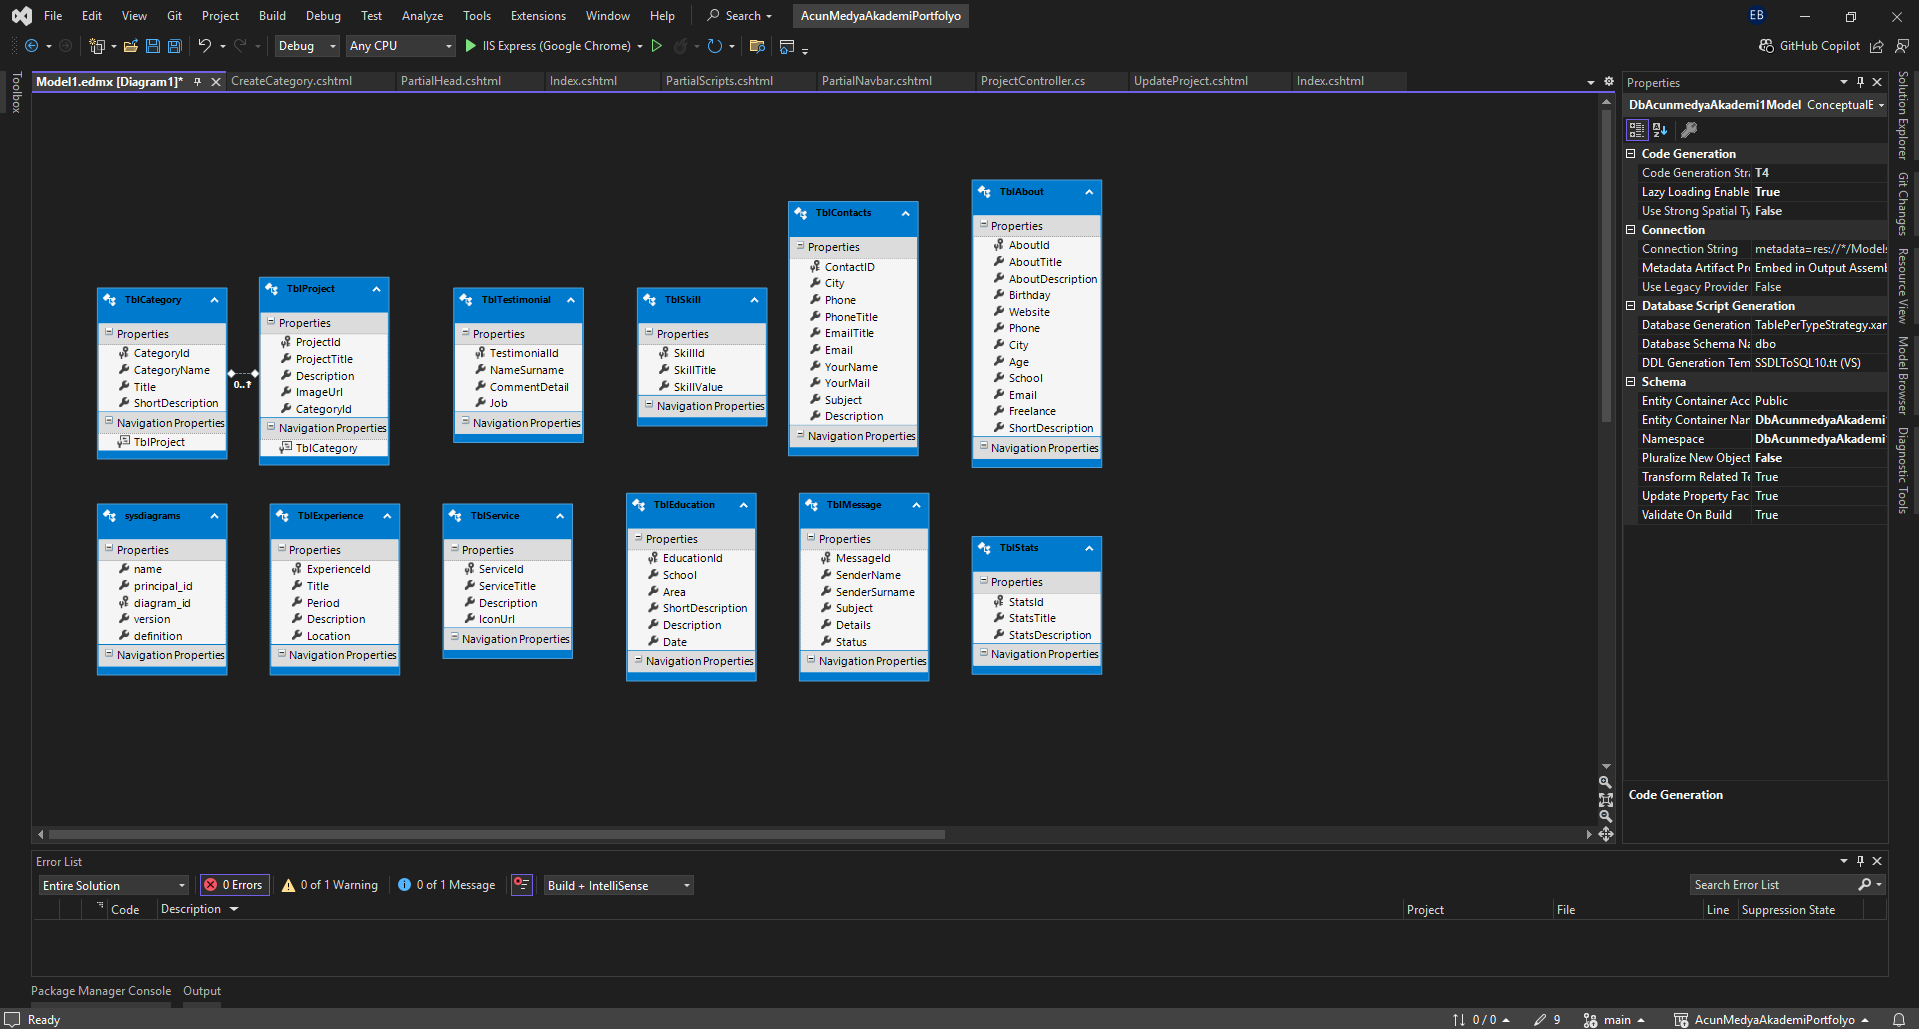 File Edit View Git Project Build Debug Test Analyze Tools Extensions Window Help Search AcunMedyaAkademiPortfolyo EB
Debug Any CPU IIS Express (Google Chrome) GitHub Copilot
Toolbox
Model1.edmx [Diagram1]* CreateCategory.cshtml PartialHead.cshtml Index.cshtml PartialScripts.cshtml PartialNavbar.cshtml ProjectController.cs UpdateProject.cshtml Index.cshtml
TblCategory
Properties
CategoryId
CategoryName
Title
ShortDescription
Navigation Properties
TblProject
0..1
TblProject
Properties
ProjectId
ProjectTitle
Description
ImageUrl
CategoryId
Navigation Properties
TblCategory
TblTestimonial
Properties
TestimonialId
NameSurname
CommentDetail
Job
Navigation Properties
TblSkill
Properties
SkillId
SkillTitle
SkillValue
Navigation Properties
TblContacts
Properties
ContactID
City
Phone
PhoneTitle
EmailTitle
Email
YourName
YourMail
Subject
Description
Navigation Properties
TblAbout
Properties
AboutId
AboutTitle
AboutDescription
Birthday
Website
Phone
City
Age
School
Email
Freelance
ShortDescription
Navigation Properties
sysdiagrams
Properties
name
principal_id
diagram_id
version
definition
Navigation Properties
TblExperience
Properties
ExperienceId
Title
Period
Description
Location
Navigation Properties
TblService
Properties
ServiceId
ServiceTitle
Description
IconUrl
Navigation Properties
TblEducation
Properties
EducationId
School
Area
ShortDescription
Description
Date
Navigation Properties
TblMessage
Properties
MessageId
SenderName
SenderSurname
Subject
Details
Status
Navigation Properties
TblStats
Properties
StatsId
StatsTitle
StatsDescription
Navigation Properties
Properties
DbAcunmedyaAkademi1Model ConceptualE
Code Generation
Code Generation Stra T4
Lazy Loading Enable True
Use Strong Spatial Ty False
Connection
Connection String metadata=res://*/Model
Metadata Artifact Pr Embed in Output Assemb
Use Legacy Provider False
Database Script Generation
Database Generation TablePerTypeStrategy.xan
Database Schema Na dbo
DDL Generation Tem SSDLToSQL10.tt (VS)
Schema
Entity Container Acc Public
Entity Container Nar DbAcunmedyaAkademi
Namespace DbAcunmedyaAkademi
Pluralize New Object False
Transform Related Te True
Update Property Fac True
Validate On Build True
Code Generation
Solution Explorer
Git Changes
Resource View
Model Browser
Diagnostic Tools
Error List
Entire Solution 0 Errors 0 of 1 Warning 0 of 1 Message Build + IntelliSense Search Error List
Code Description Project File Line Suppression State
Package Manager Console Output
Ready 0 / 0 9 main AcunMedyaAkademiPortfolyo